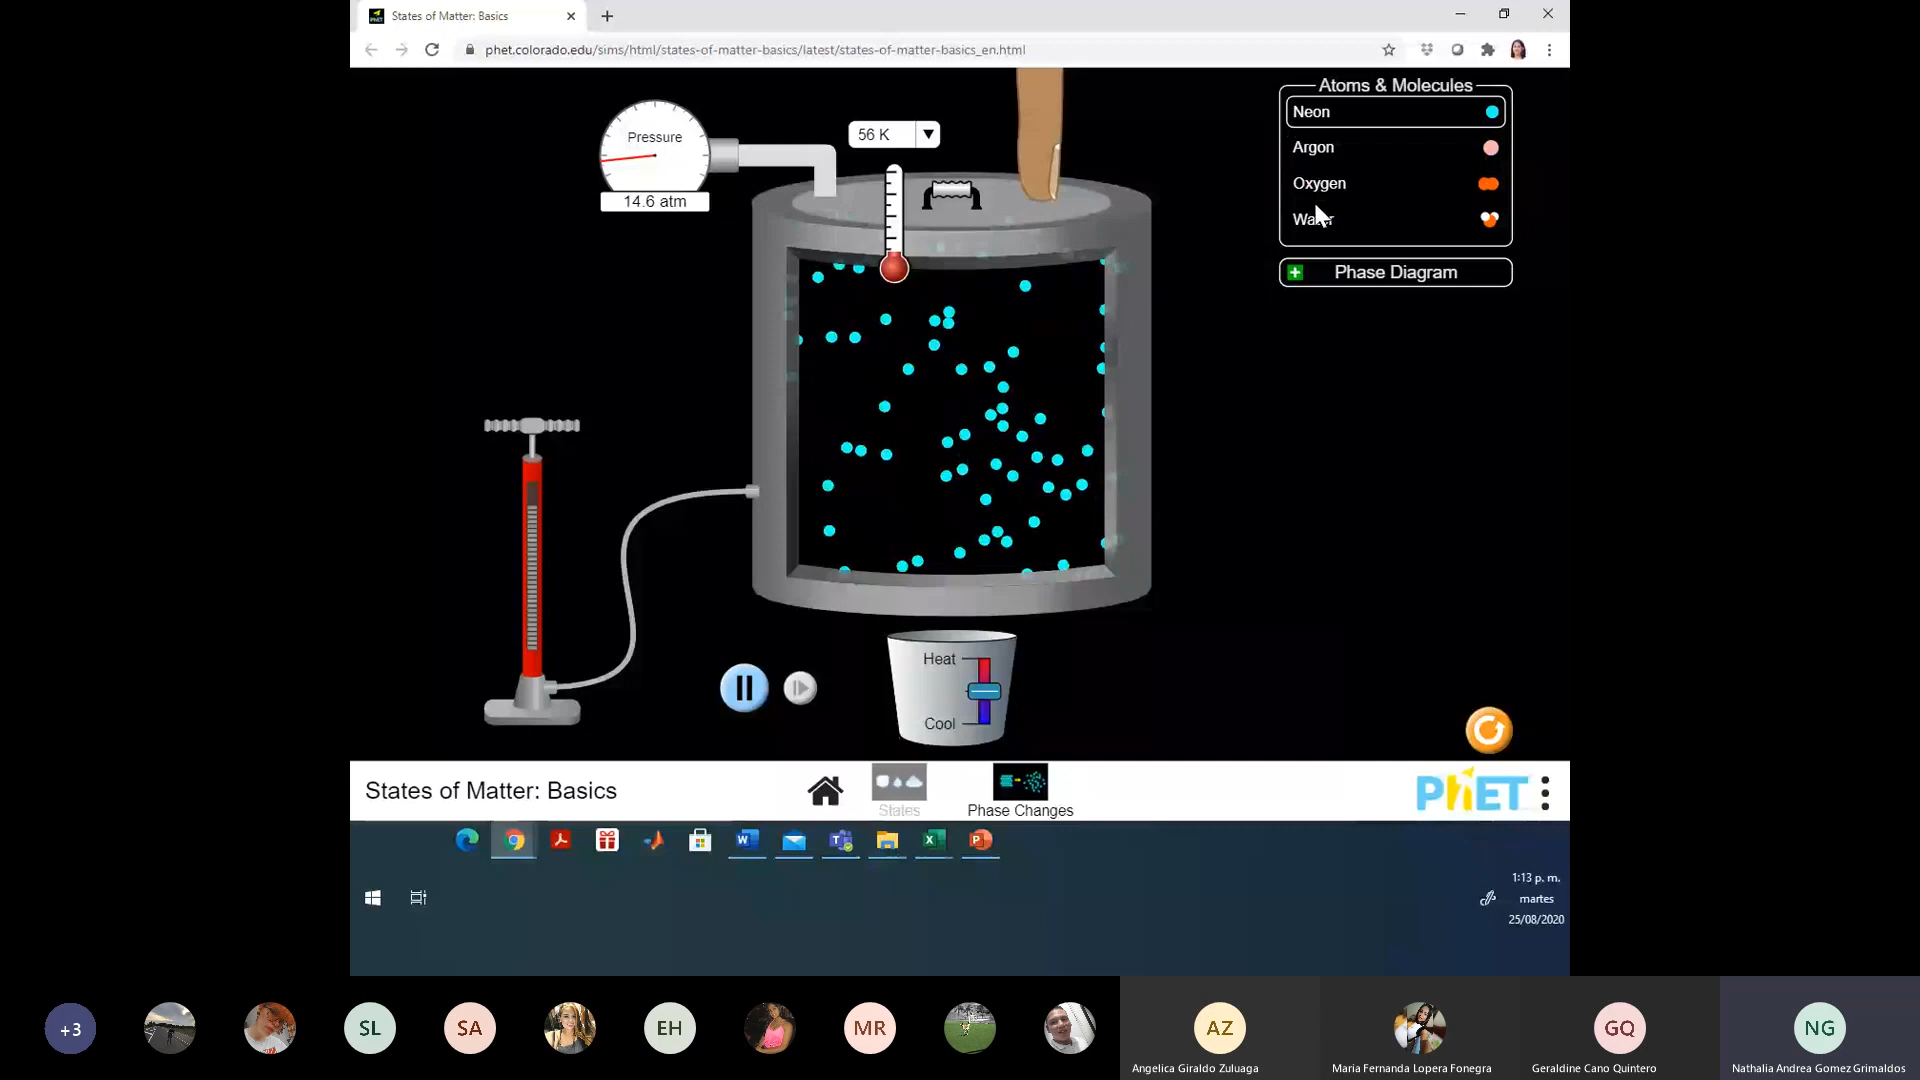 States of Matter: Basics
phet.colorado.edu/sims/html/states-of-matter-basics/latest/states-of-matter-basics_en.html
Pressure
14.6 atm
56 K
Atoms & Molecules
Neon
Argon
Oxygen
Water
Phase Diagram
Heat
Cool
States of Matter: Basics
States
Phase Changes
PhET
1:13 p. m.
martes
25/08/2020
+3
SL
SA
EH
MR
AZ
GQ
NG
Angelica Giraldo Zuluaga
Maria Fernanda Lopera Fonegra
Geraldine Cano Quintero
Nathalia Andrea Gomez Grimaldos